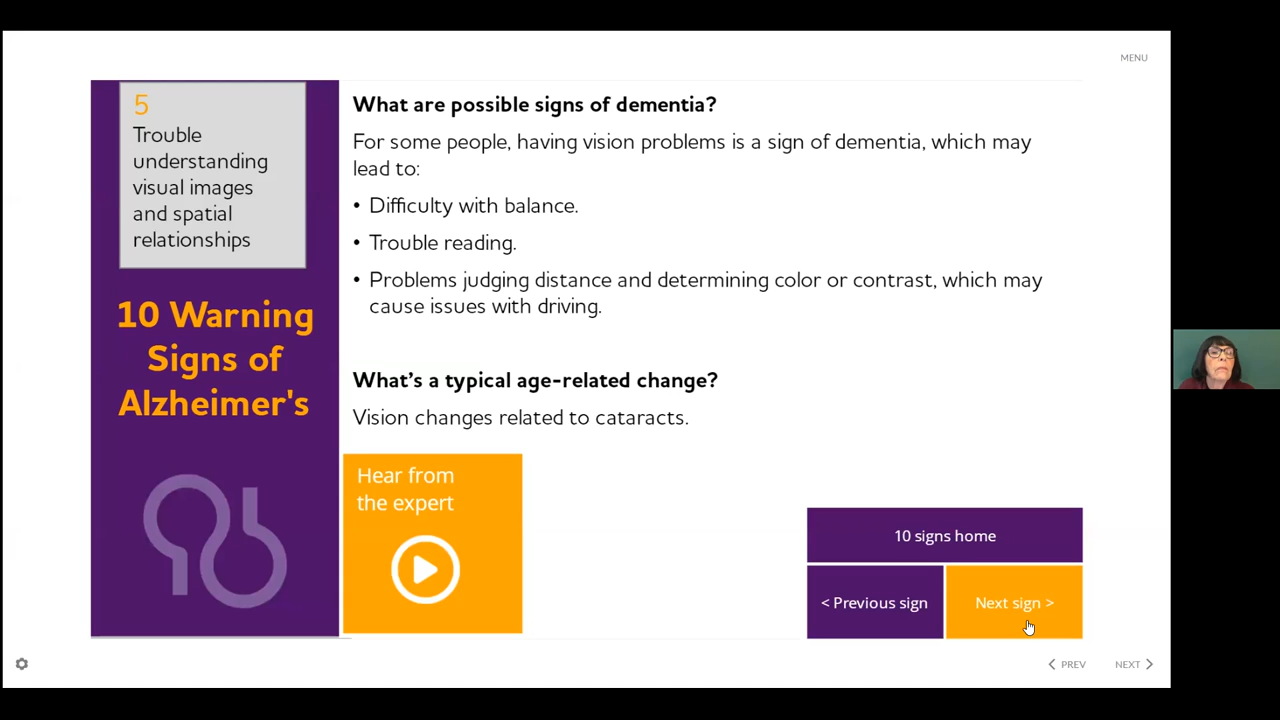 MENU
5
Trouble
understanding
visual images
and spatial
relationships
10 Warning
Signs of
Alzheimer's
What are possible signs of dementia?
For some people, having vision problems is a sign of dementia, which may
lead to:
• Difficulty with balance.
• Trouble reading.
• Problems judging distance and determining color or contrast, which may
cause issues with driving.
What’s a typical age-related change?
Vision changes related to cataracts.
Hear from
the expert
10 signs home
< Previous sign
Next sign >
PREV
NEXT